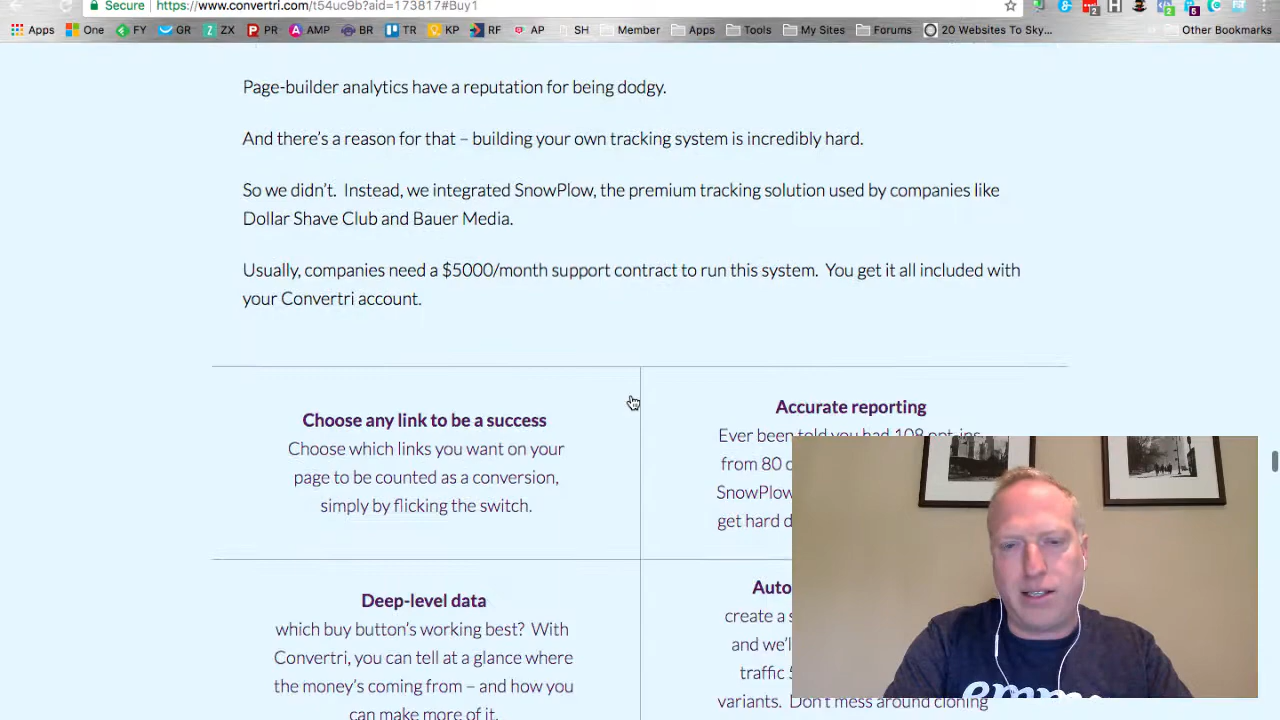 Secure https://www.convertri.com/t54uc9b?aid=173817#Buy1
Apps One FY GR ZX PR AMP BR TR KP RF AP SH Member Apps Tools My Sites Forums 20 Websites To Sky... Other Bookmarks
Page-builder analytics have a reputation for being dodgy.
And there's a reason for that – building your own tracking system is incredibly hard.
So we didn't. Instead, we integrated SnowPlow, the premium tracking solution used by companies like
Dollar Shave Club and Bauer Media.
Usually, companies need a $5000/month support contract to run this system. You get it all included with
your Convertri account.
Choose any link to be a success
Choose which links you want on your
page to be counted as a conversion,
simply by flicking the switch.
Accurate reporting
Ever been told you had 108 opt-ins
from 80
SnowPlow
get hard
Deep-level data
which buy button's working best? With
Convertri, you can tell at a glance where
the money's coming from – and how you
can make more of it.
Auto
create a
and we'll
traffic
variants. Don't mess around cloning